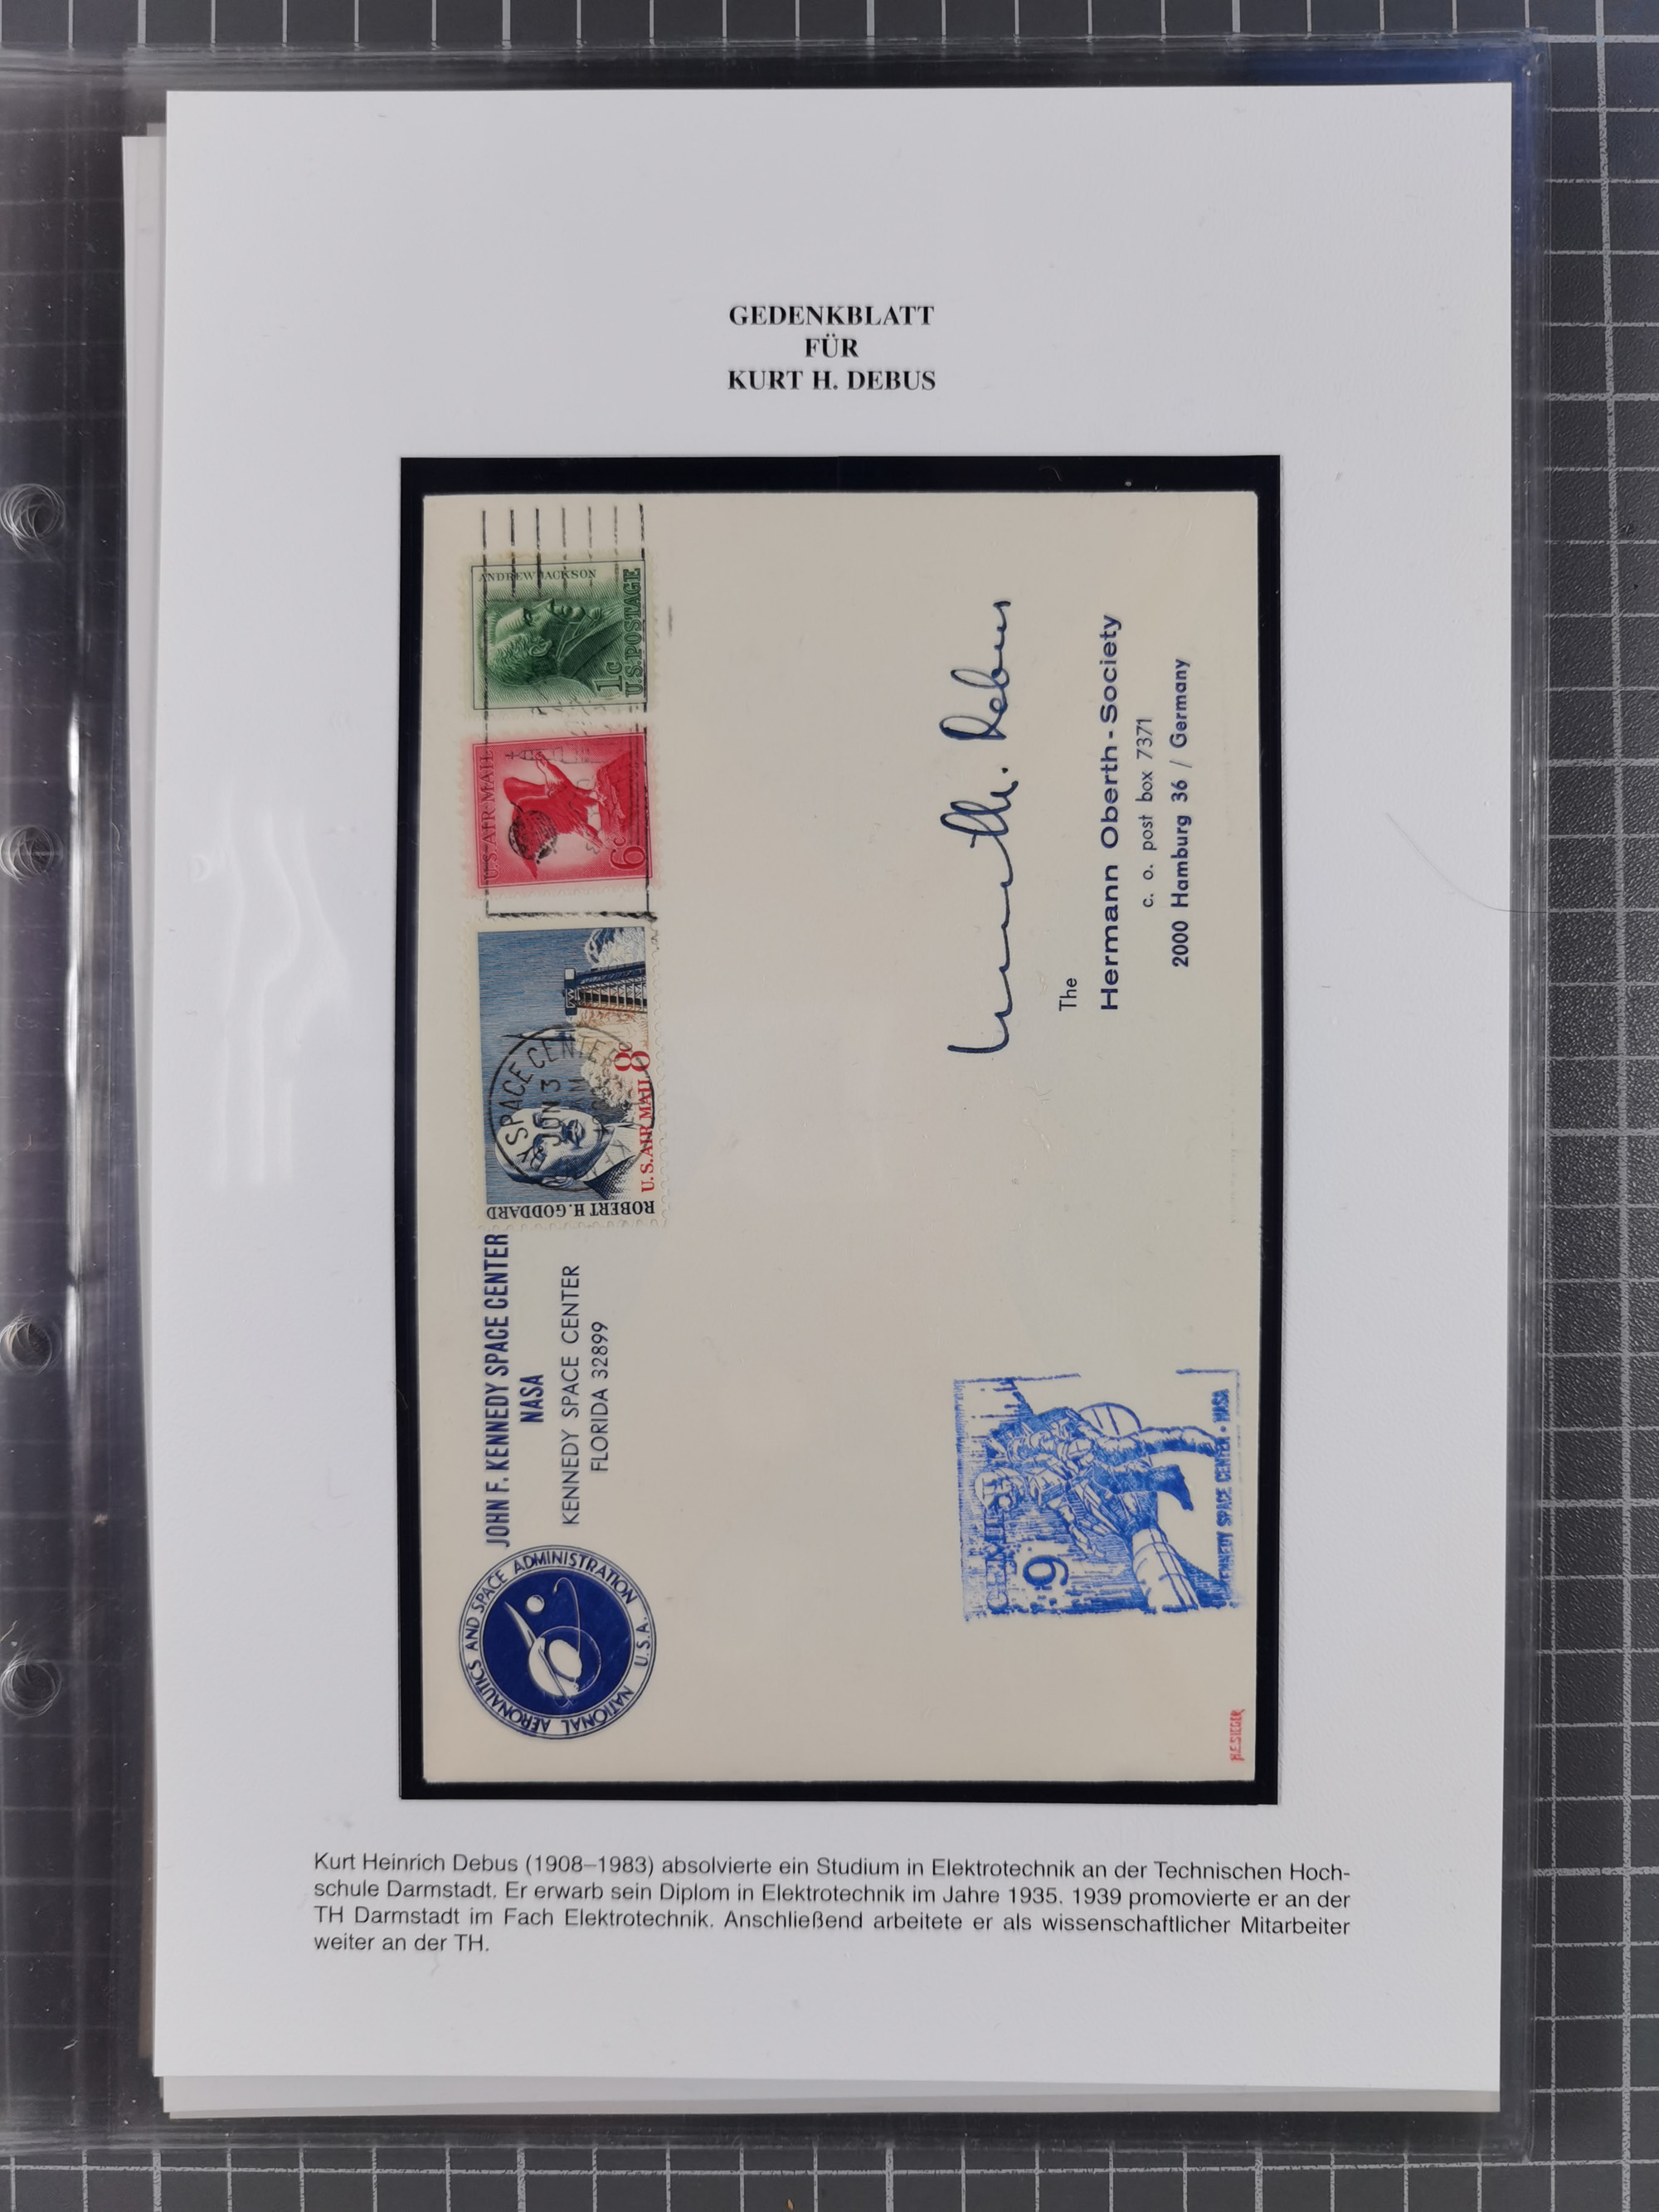 GEDENKBLATT
FÜR
KURT H. DEBUS
NATIONAL AERONAUTICS AND SPACE ADMINISTRATION
U.S.A.
JOHN F. KENNEDY SPACE CENTER
NASA
KENNEDY SPACE CENTER
FLORIDA 32899
ROBERT H. GODDARD
U.S. AIR MAIL 8c
SPACE CENTER
JUN 3
AM
U.S. AIR MAIL
6c
ANDREW JACKSON
1c
U.S. POSTAGE
Kurt H. Debus
The
Hermann Oberth-Society
c. o. post box 7371
2000 Hamburg 36 / Germany
GEMINI
9
KENNEDY SPACE CENTER · NASA
H.E.SIEGER
Kurt Heinrich Debus (1908–1983) absolvierte ein Studium in Elektrotechnik an der Technischen Hoch-
schule Darmstadt. Er erwarb sein Diplom in Elektrotechnik im Jahre 1935. 1939 promovierte er an der
TH Darmstadt im Fach Elektrotechnik. Anschließend arbeitete er als wissenschaftlicher Mitarbeiter
weiter an der TH.